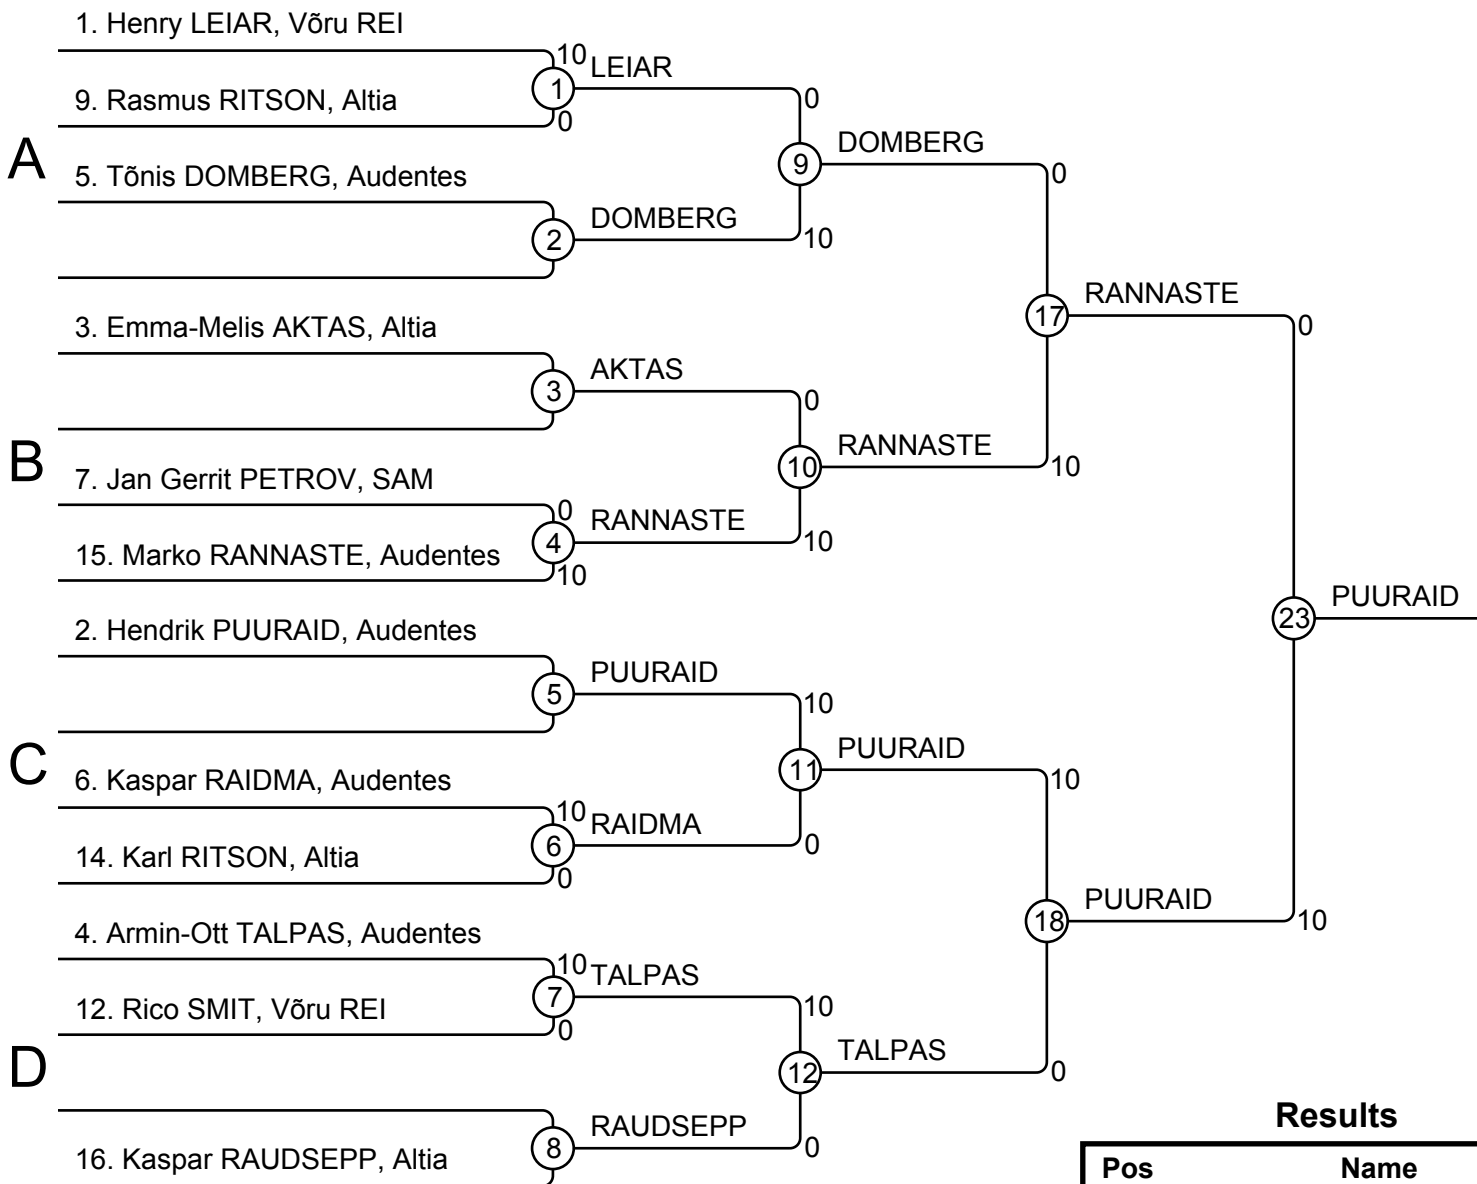 1. Henry LEIAR, Võru REI
10
LEIAR
1
9. Rasmus RITSON, Altia
0
0
DOMBERG
9
0
A
5. Tõnis DOMBERG, Audentes
DOMBERG
2
10
RANNASTE
17
0
3. Emma-Melis AKTAS, Altia
AKTAS
3
0
RANNASTE
10
10
B
7. Jan Gerrit PETROV, SAM
0
RANNASTE
4
10
15. Marko RANNASTE, Audentes
10
PUURAID
23
2. Hendrik PUURAID, Audentes
PUURAID
5
10
PUURAID
11
10
C
6. Kaspar RAIDMA, Audentes
10
RAIDMA
6
0
14. Karl RITSON, Altia
0
PUURAID
18
10
4. Armin-Ott TALPAS, Audentes
10
TALPAS
7
10
12. Rico SMIT, Võru REI
0
TALPAS
12
0
D
RAUDSEPP
8
0
16. Kaspar RAUDSEPP, Altia
Results
Pos Name